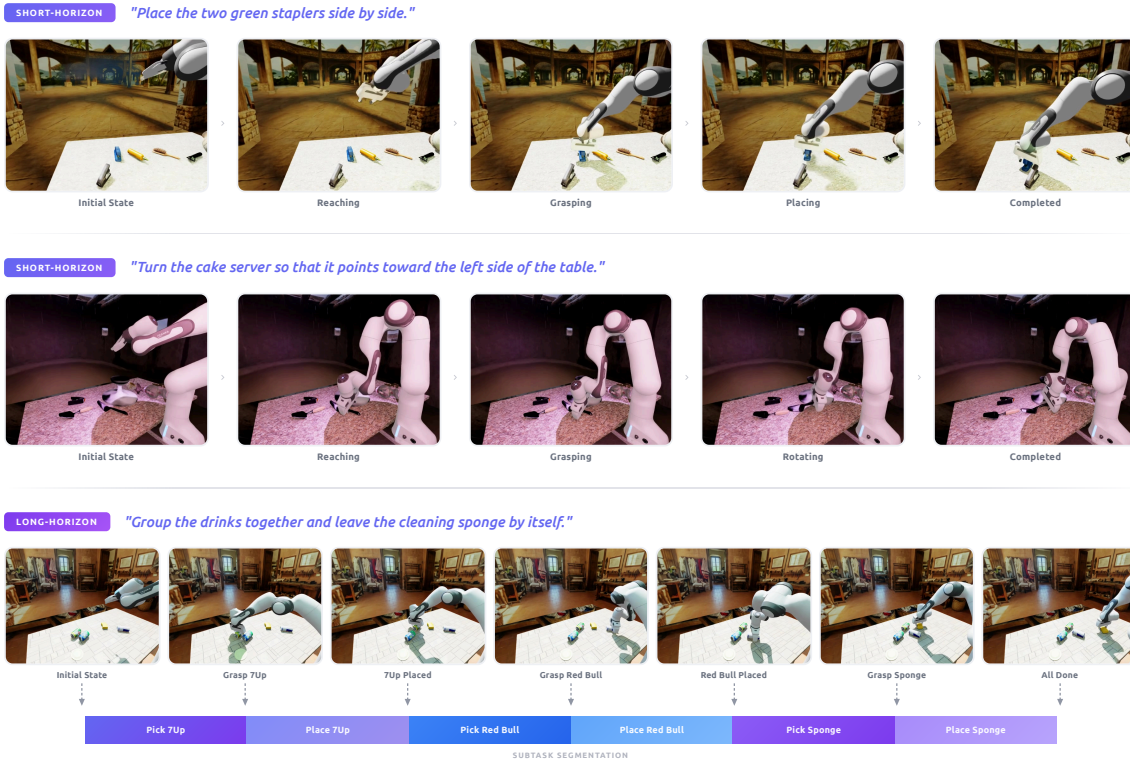 SHORT-HORIZON "Place the two green staplers side by side."
Initial State Reaching Grasping Placing Completed
SHORT-HORIZON "Turn the cake server so that it points toward the left side of the table."
Initial State Reaching Grasping Rotating Completed
LONG-HORIZON "Group the drinks together and leave the cleaning sponge by itself."
Initial State Grasp 7Up 7Up Placed Grasp Red Bull Red Bull Placed Grasp Sponge All Done
Pick 7Up Place 7Up Pick Red Bull Place Red Bull Pick Sponge Place Sponge
SUBTASK SEGMENTATION